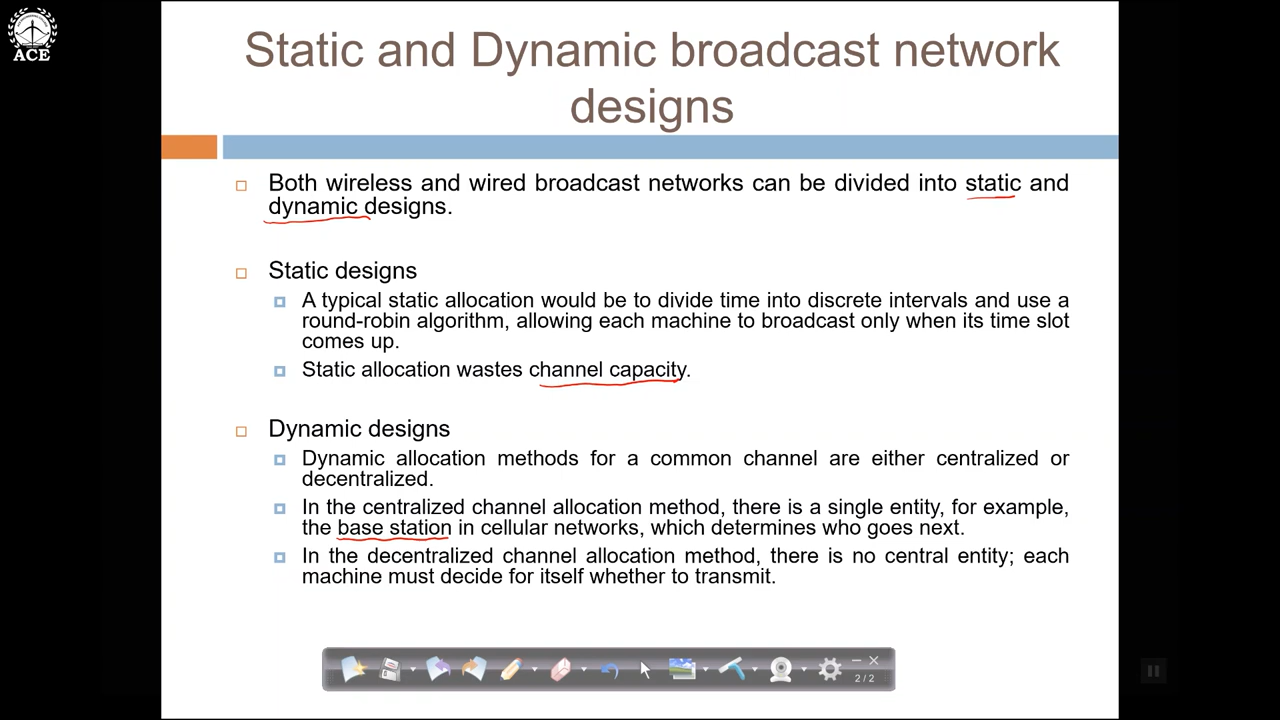 ACE
Static and Dynamic broadcast network
designs
Both wireless and wired broadcast networks can be divided into static and
dynamic designs.
Static designs
A typical static allocation would be to divide time into discrete intervals and use a
round-robin algorithm, allowing each machine to broadcast only when its time slot
comes up.
Static allocation wastes channel capacity.
Dynamic designs
Dynamic allocation methods for a common channel are either centralized or
decentralized.
In the centralized channel allocation method, there is a single entity, for example,
the base station in cellular networks, which determines who goes next.
In the decentralized channel allocation method, there is no central entity; each
machine must decide for itself whether to transmit.
2/2